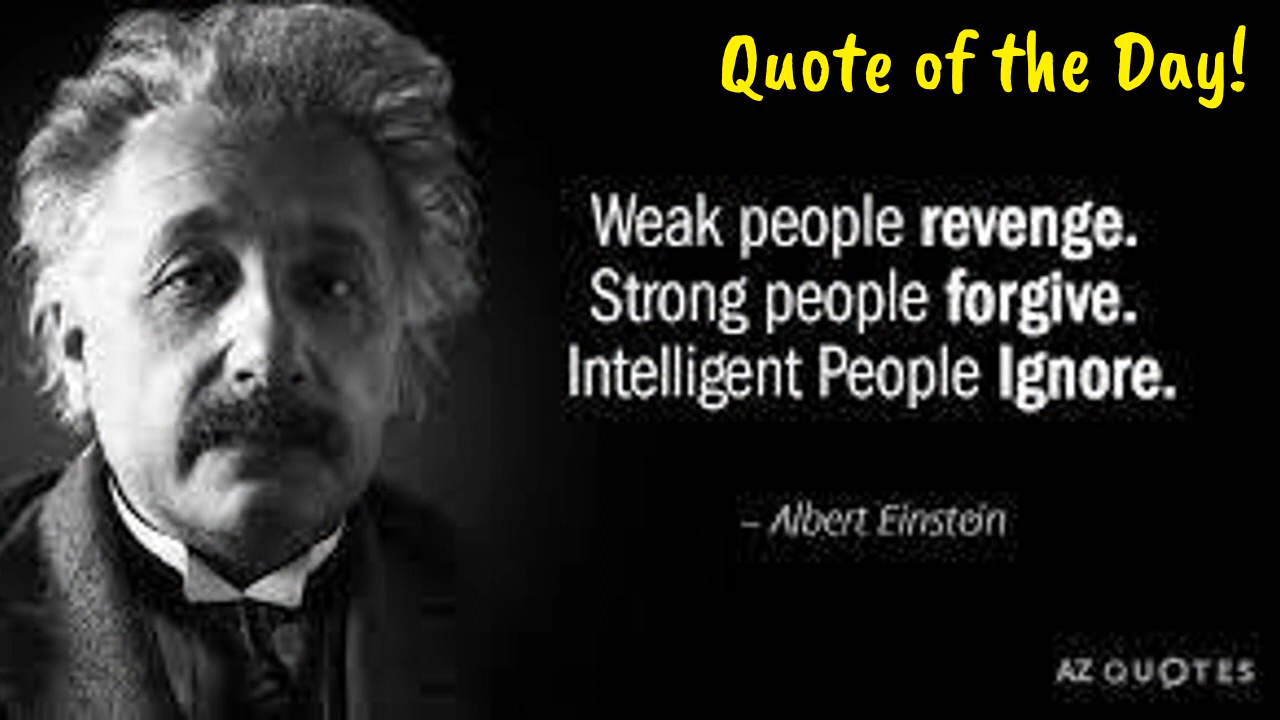 Quote of the Day!
Weak people revenge.
Strong people forgive.
Intelligent People Ignore.
– Albert Einstein
AZ QUOTES